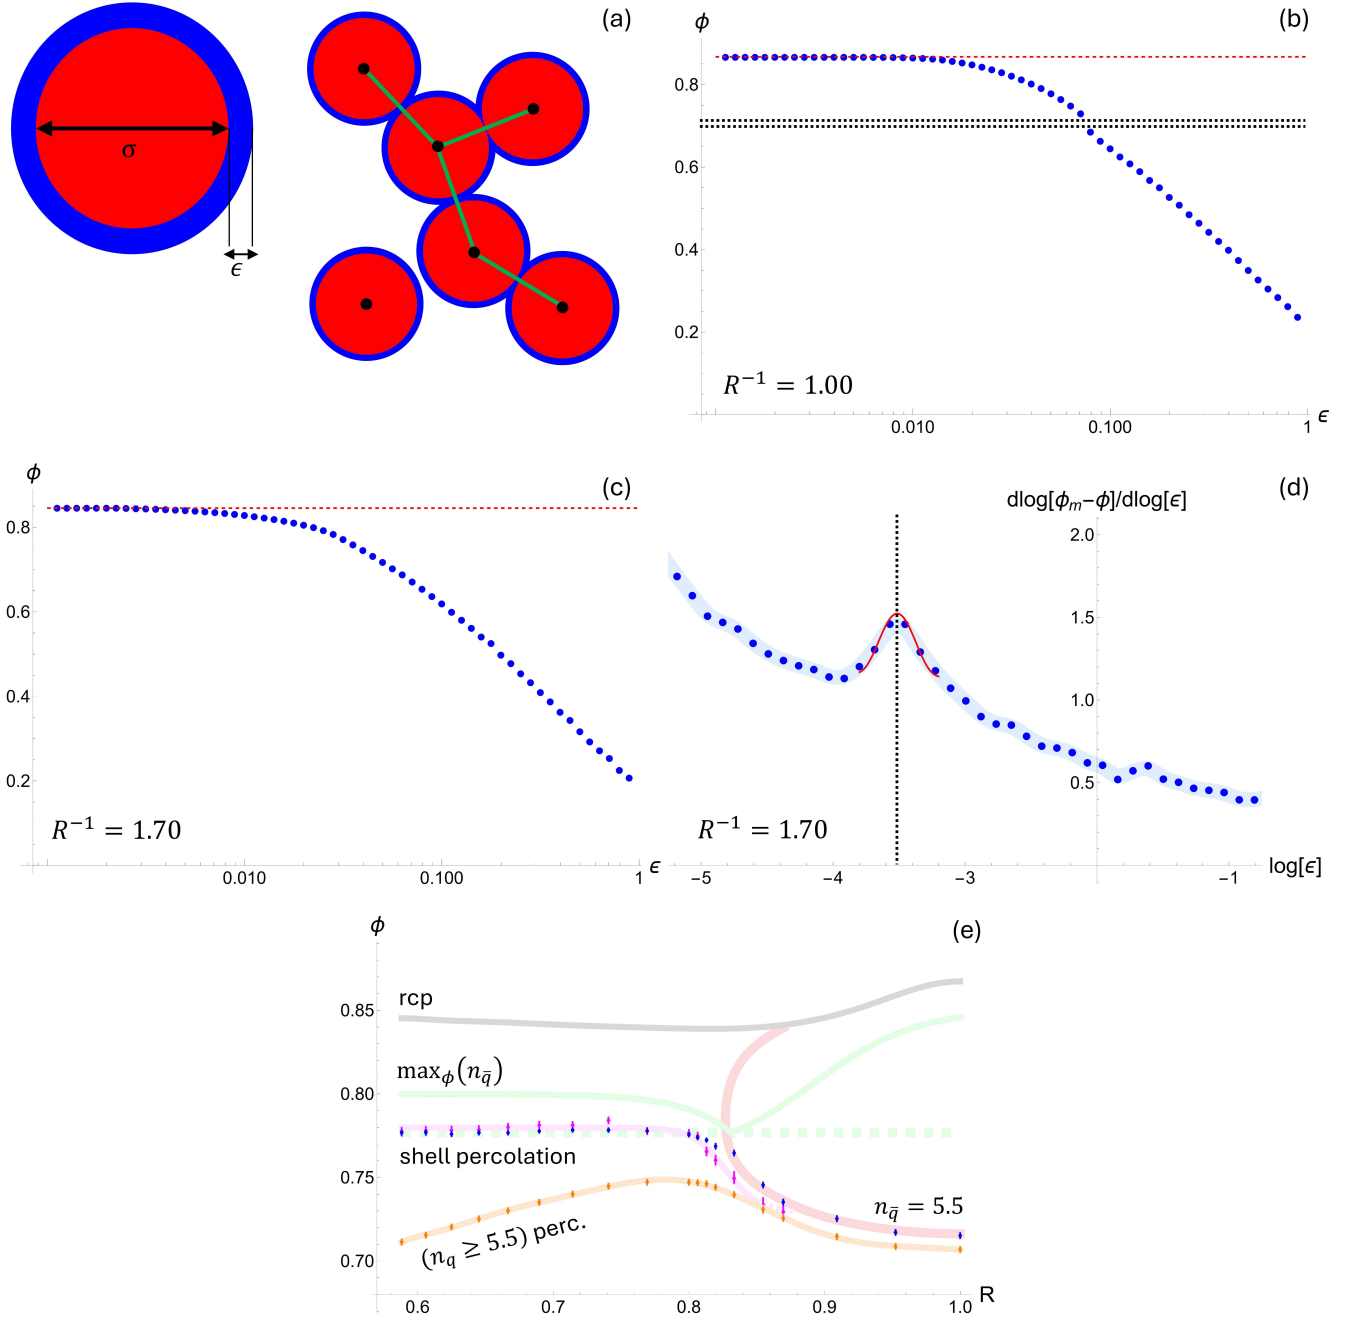 (a)
σ
ϵ
(b)
ϕ
0.8
0.6
0.4
0.2
R⁻¹ = 1.00
0.010
0.100
1
ϵ
(c)
ϕ
0.8
0.6
0.4
0.2
R⁻¹ = 1.70
0.010
0.100
1
ϵ
(d)
dlog[ϕₘ−ϕ]/dlog[ϵ]
2.0
1.5
1.0
0.5
R⁻¹ = 1.70
−5
−4
−3
−1
log[ϵ]
(e)
ϕ
0.85
0.80
0.75
0.70
rcp
max_ϕ(n_q̄)
shell percolation
(n_q ≥ 5.5) perc.
n_q̄ = 5.5
0.6
0.7
0.8
0.9
1.0
R